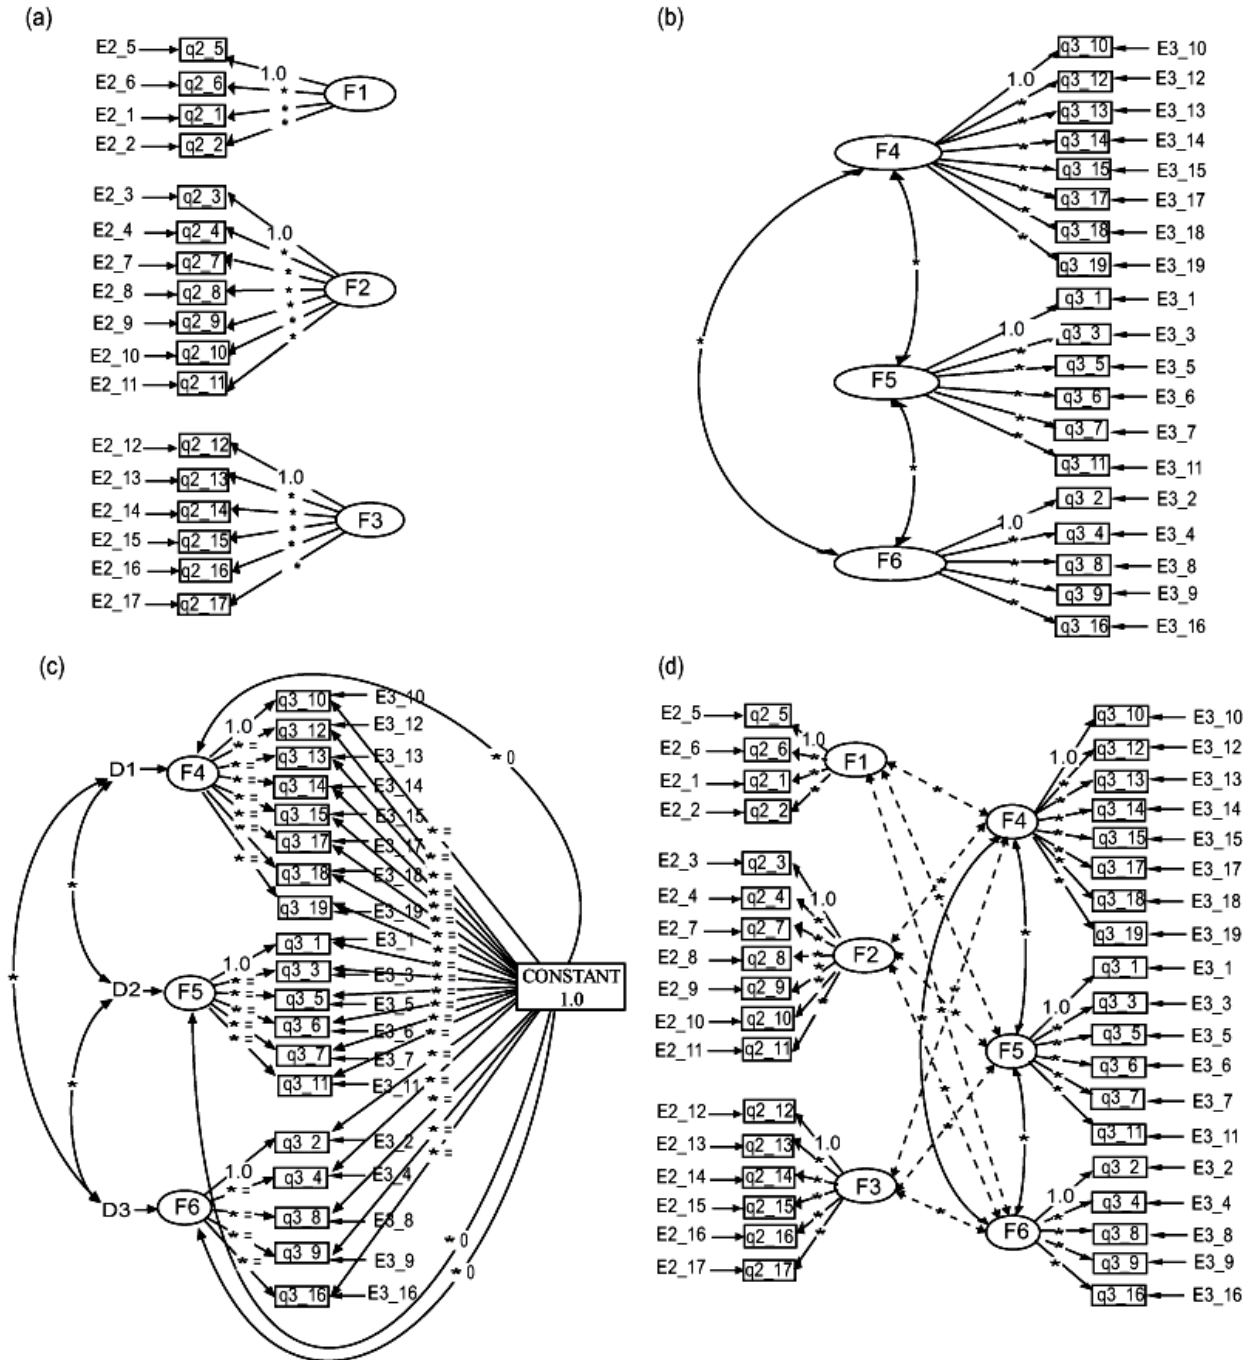 (a)
E2_5 q2_5
1.0
E2_6 q2_6 * F1
E2_1 q2_1 *
E2_2 q2_2 *
E2_3 q2_3
1.0
E2_4 q2_4 *
E2_7 q2_7 *
E2_8 q2_8 * F2
E2_9 q2_9 *
E2_10 q2_10 *
E2_11 q2_11 *
E2_12 q2_12
1.0
E2_13 q2_13 *
E2_14 q2_14 * F3
E2_15 q2_15 *
E2_16 q2_16 *
E2_17 q2_17 *
(b)
q3_10 E3_10
1.0
* q3_12 E3_12
* q3_13 E3_13
F4 * q3_14 E3_14
* q3_15 E3_15
* q3_17 E3_17
* q3_18 E3_18
* q3_19 E3_19
*
*
q3_1 E3_1
1.0
* q3_3 E3_3
F5 * q3_5 E3_5
* q3_6 E3_6
* q3_7 E3_7
* q3_11 E3_11
*
q3_2 E3_2
1.0
* q3_4 E3_4
F6 * q3_8 E3_8
* q3_9 E3_9
* q3_16 E3_16
(c)
q3_10 E3_10
1.0
* = q3_12 E3_12
* 0
D1 F4 * = q3_13 E3_13
* = q3_14 E3_14
* = q3_15 E3_15
* = q3_17 E3_17
* = q3_18 E3_18
* = q3_19 E3_19
*
*
q3_1 E3_1
1.0
* = q3_3 E3_3
CONSTANT
1.0
D2 F5 * = q3_5 E3_5
* = q3_6 E3_6
* = q3_7 E3_7
* = q3_11 E3_11
*
q3_2 E3_2
1.0
* = q3_4 E3_4
D3 F6 * = q3_8 E3_8
* = q3_9 E3_9
* = q3_16 E3_16
* 0
* 0
(d)
E2_5 q2_5
1.0
E2_6 q2_6 * F1
E2_1 q2_1 *
E2_2 q2_2 *
E2_3 q2_3
1.0
E2_4 q2_4 *
E2_7 q2_7 *
E2_8 q2_8 * F2
E2_9 q2_9 *
E2_10 q2_10 *
E2_11 q2_11 *
E2_12 q2_12
1.0
E2_13 q2_13 *
E2_14 q2_14 * F3
E2_15 q2_15 *
E2_16 q2_16 *
E2_17 q2_17 *
q3_10 E3_10
1.0
* q3_12 E3_12
* q3_13 E3_13
F4 * q3_14 E3_14
* q3_15 E3_15
* q3_17 E3_17
* q3_18 E3_18
* q3_19 E3_19
q3_1 E3_1
1.0
* q3_3 E3_3
F5 * q3_5 E3_5
* q3_6 E3_6
* q3_7 E3_7
* q3_11 E3_11
q3_2 E3_2
1.0
* q3_4 E3_4
F6 * q3_8 E3_8
* q3_9 E3_9
* q3_16 E3_16